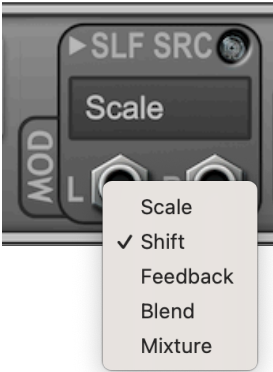 ▶SLF SRC
Scale
MOD
L R
Scale
✓ Shift
Feedback
Blend
Mixture